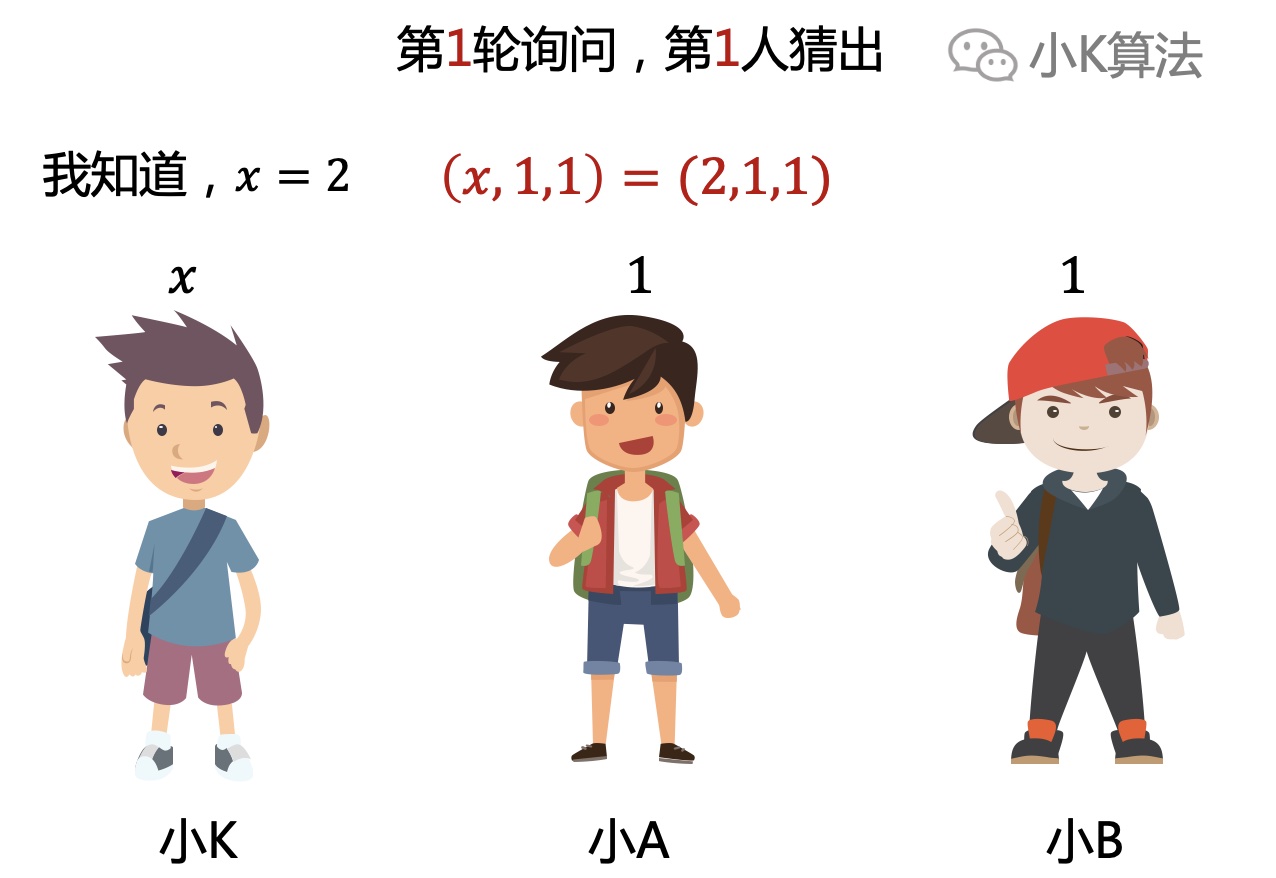 第1轮询问，第1人猜出
小K算法
我知道，x = 2
(x, 1,1) = (2,1,1)
x
1
1
小K
小A
小B